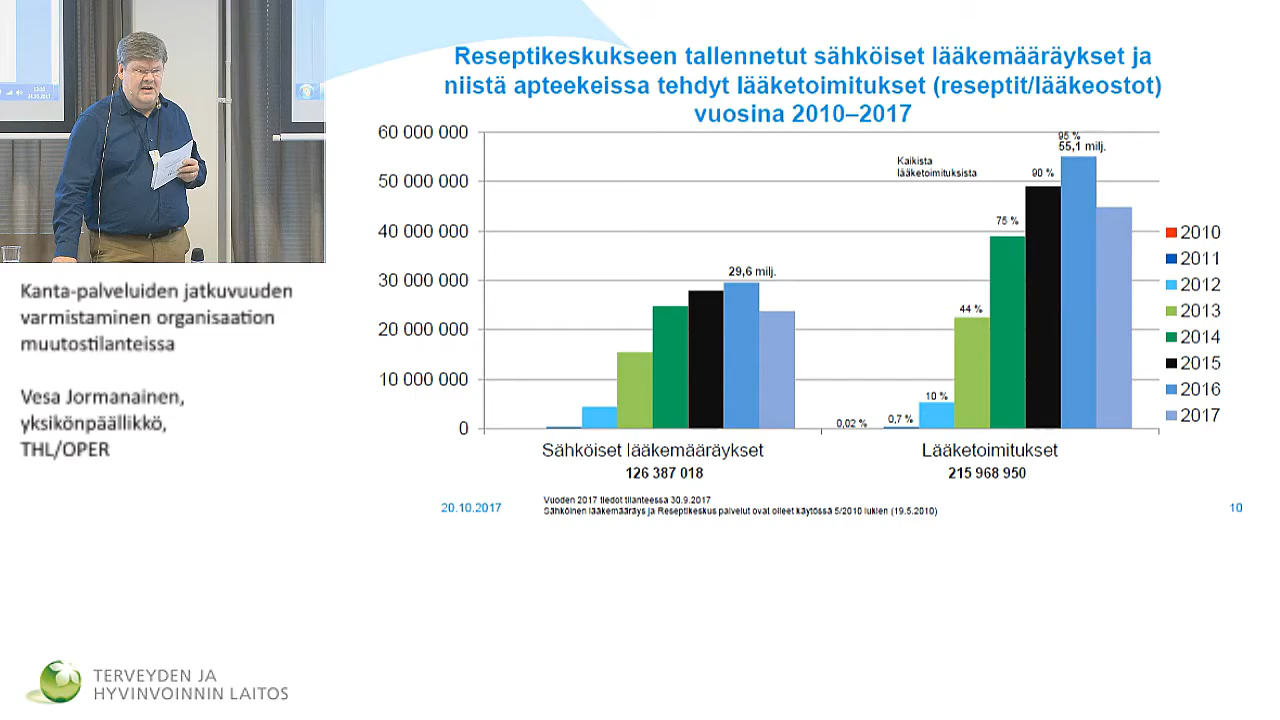 Reseptikeskukseen tallennetut sähköiset lääkemääräykset ja
niistä apteekeissa tehdyt lääketoimitukset (reseptit/lääkeostot)
vuosina 2010–2017
60 000 000
50 000 000
40 000 000
30 000 000
20 000 000
10 000 000
0
29,6 milj.
Kaikista
lääketoimituksista
0,02 %
0,7 %
10 %
44 %
75 %
90 %
95 %
55,1 milj.
Sähköiset lääkemääräykset
126 387 018
Lääketoimitukset
215 968 950
2010
2011
2012
2013
2014
2015
2016
2017
20.10.2017
Vuoden 2017 tiedot tilanteessa 30.9.2017
Sähköinen lääkemääräys ja Reseptikeskus palvelut ovat olleet käytössä 5/2010 lukien (19.5.2010)
10
Kanta-palveluiden jatkuvuuden
varmistaminen organisaation
muutostilanteissa
Vesa Jormanainen,
yksikönpäällikkö,
THL/OPER
TERVEYDEN JA
HYVINVOINNIN LAITOS